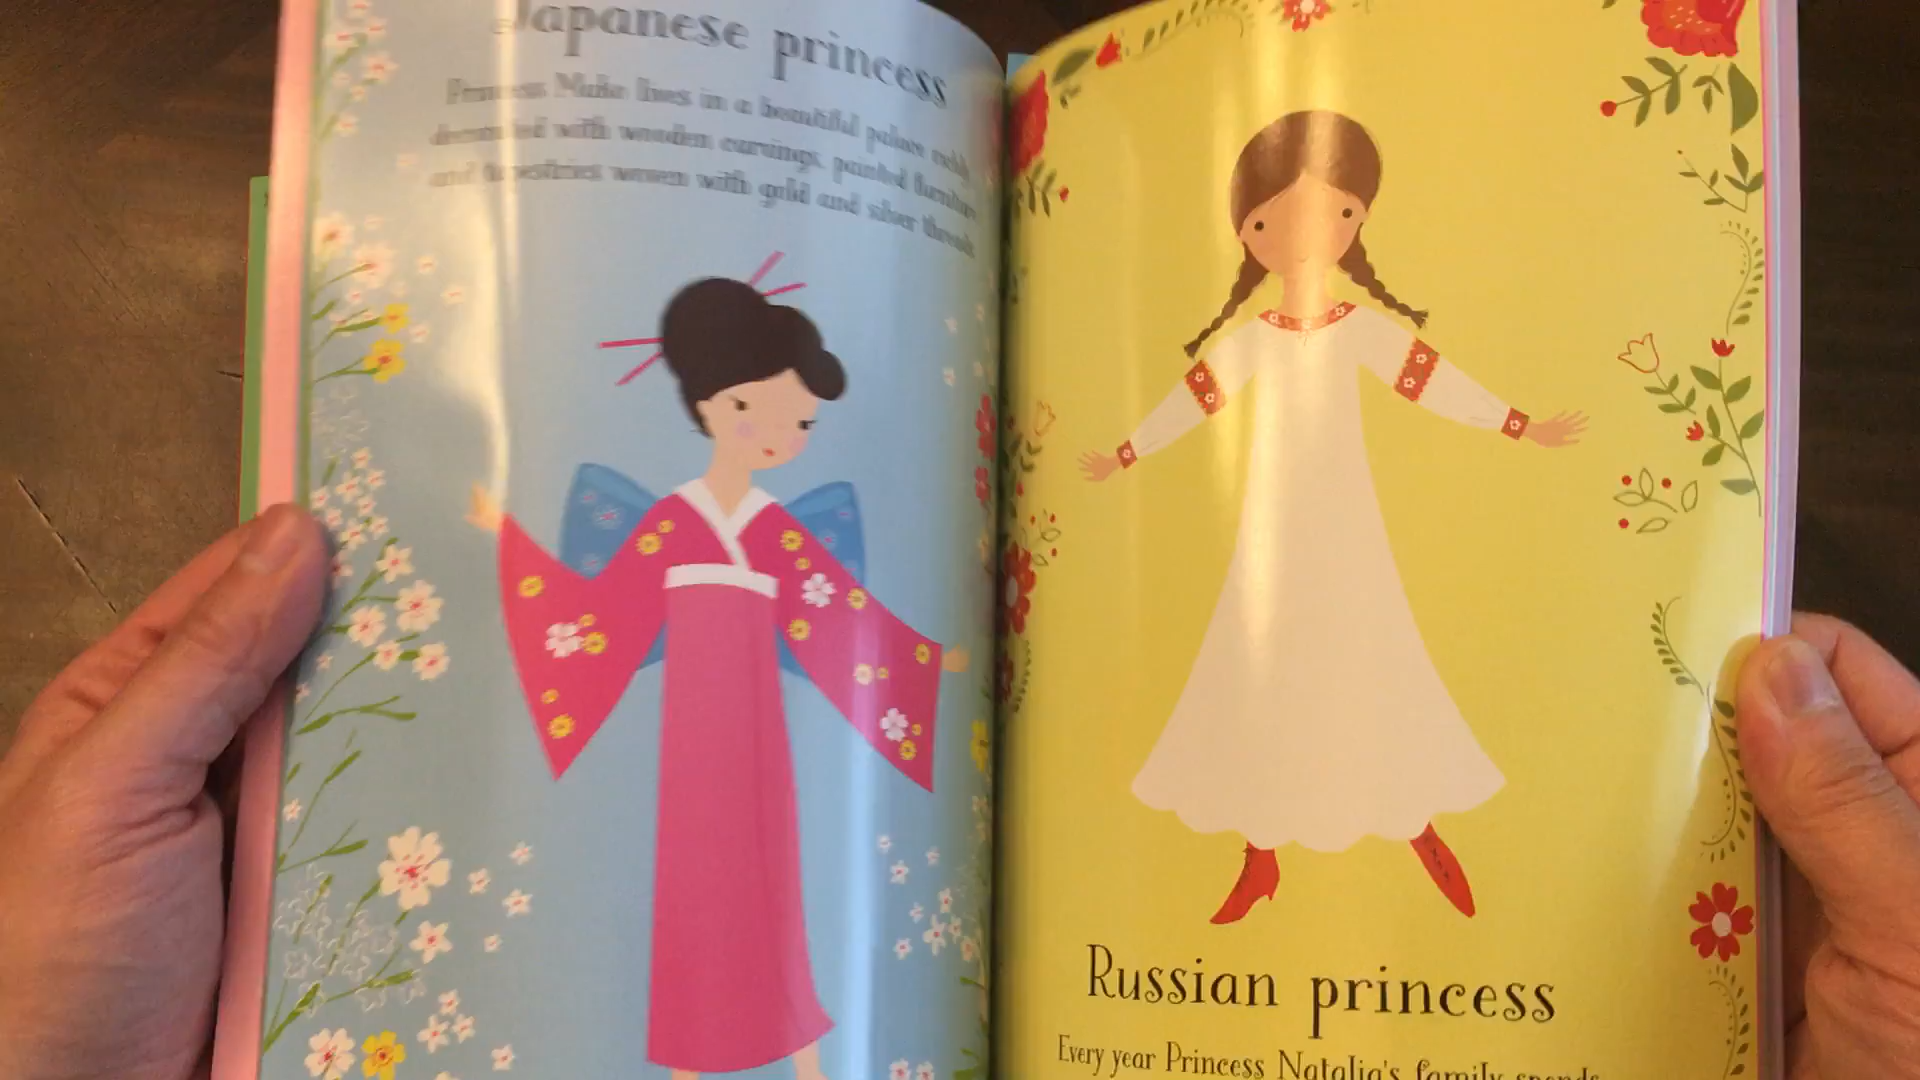 Japanese princess
Princess Muko lives in a beautiful palace richly
decorated with wooden carvings, painted furniture
and tapestries woven with gold and silver threads.
Russian princess
Every year Princess Natalia's family spends